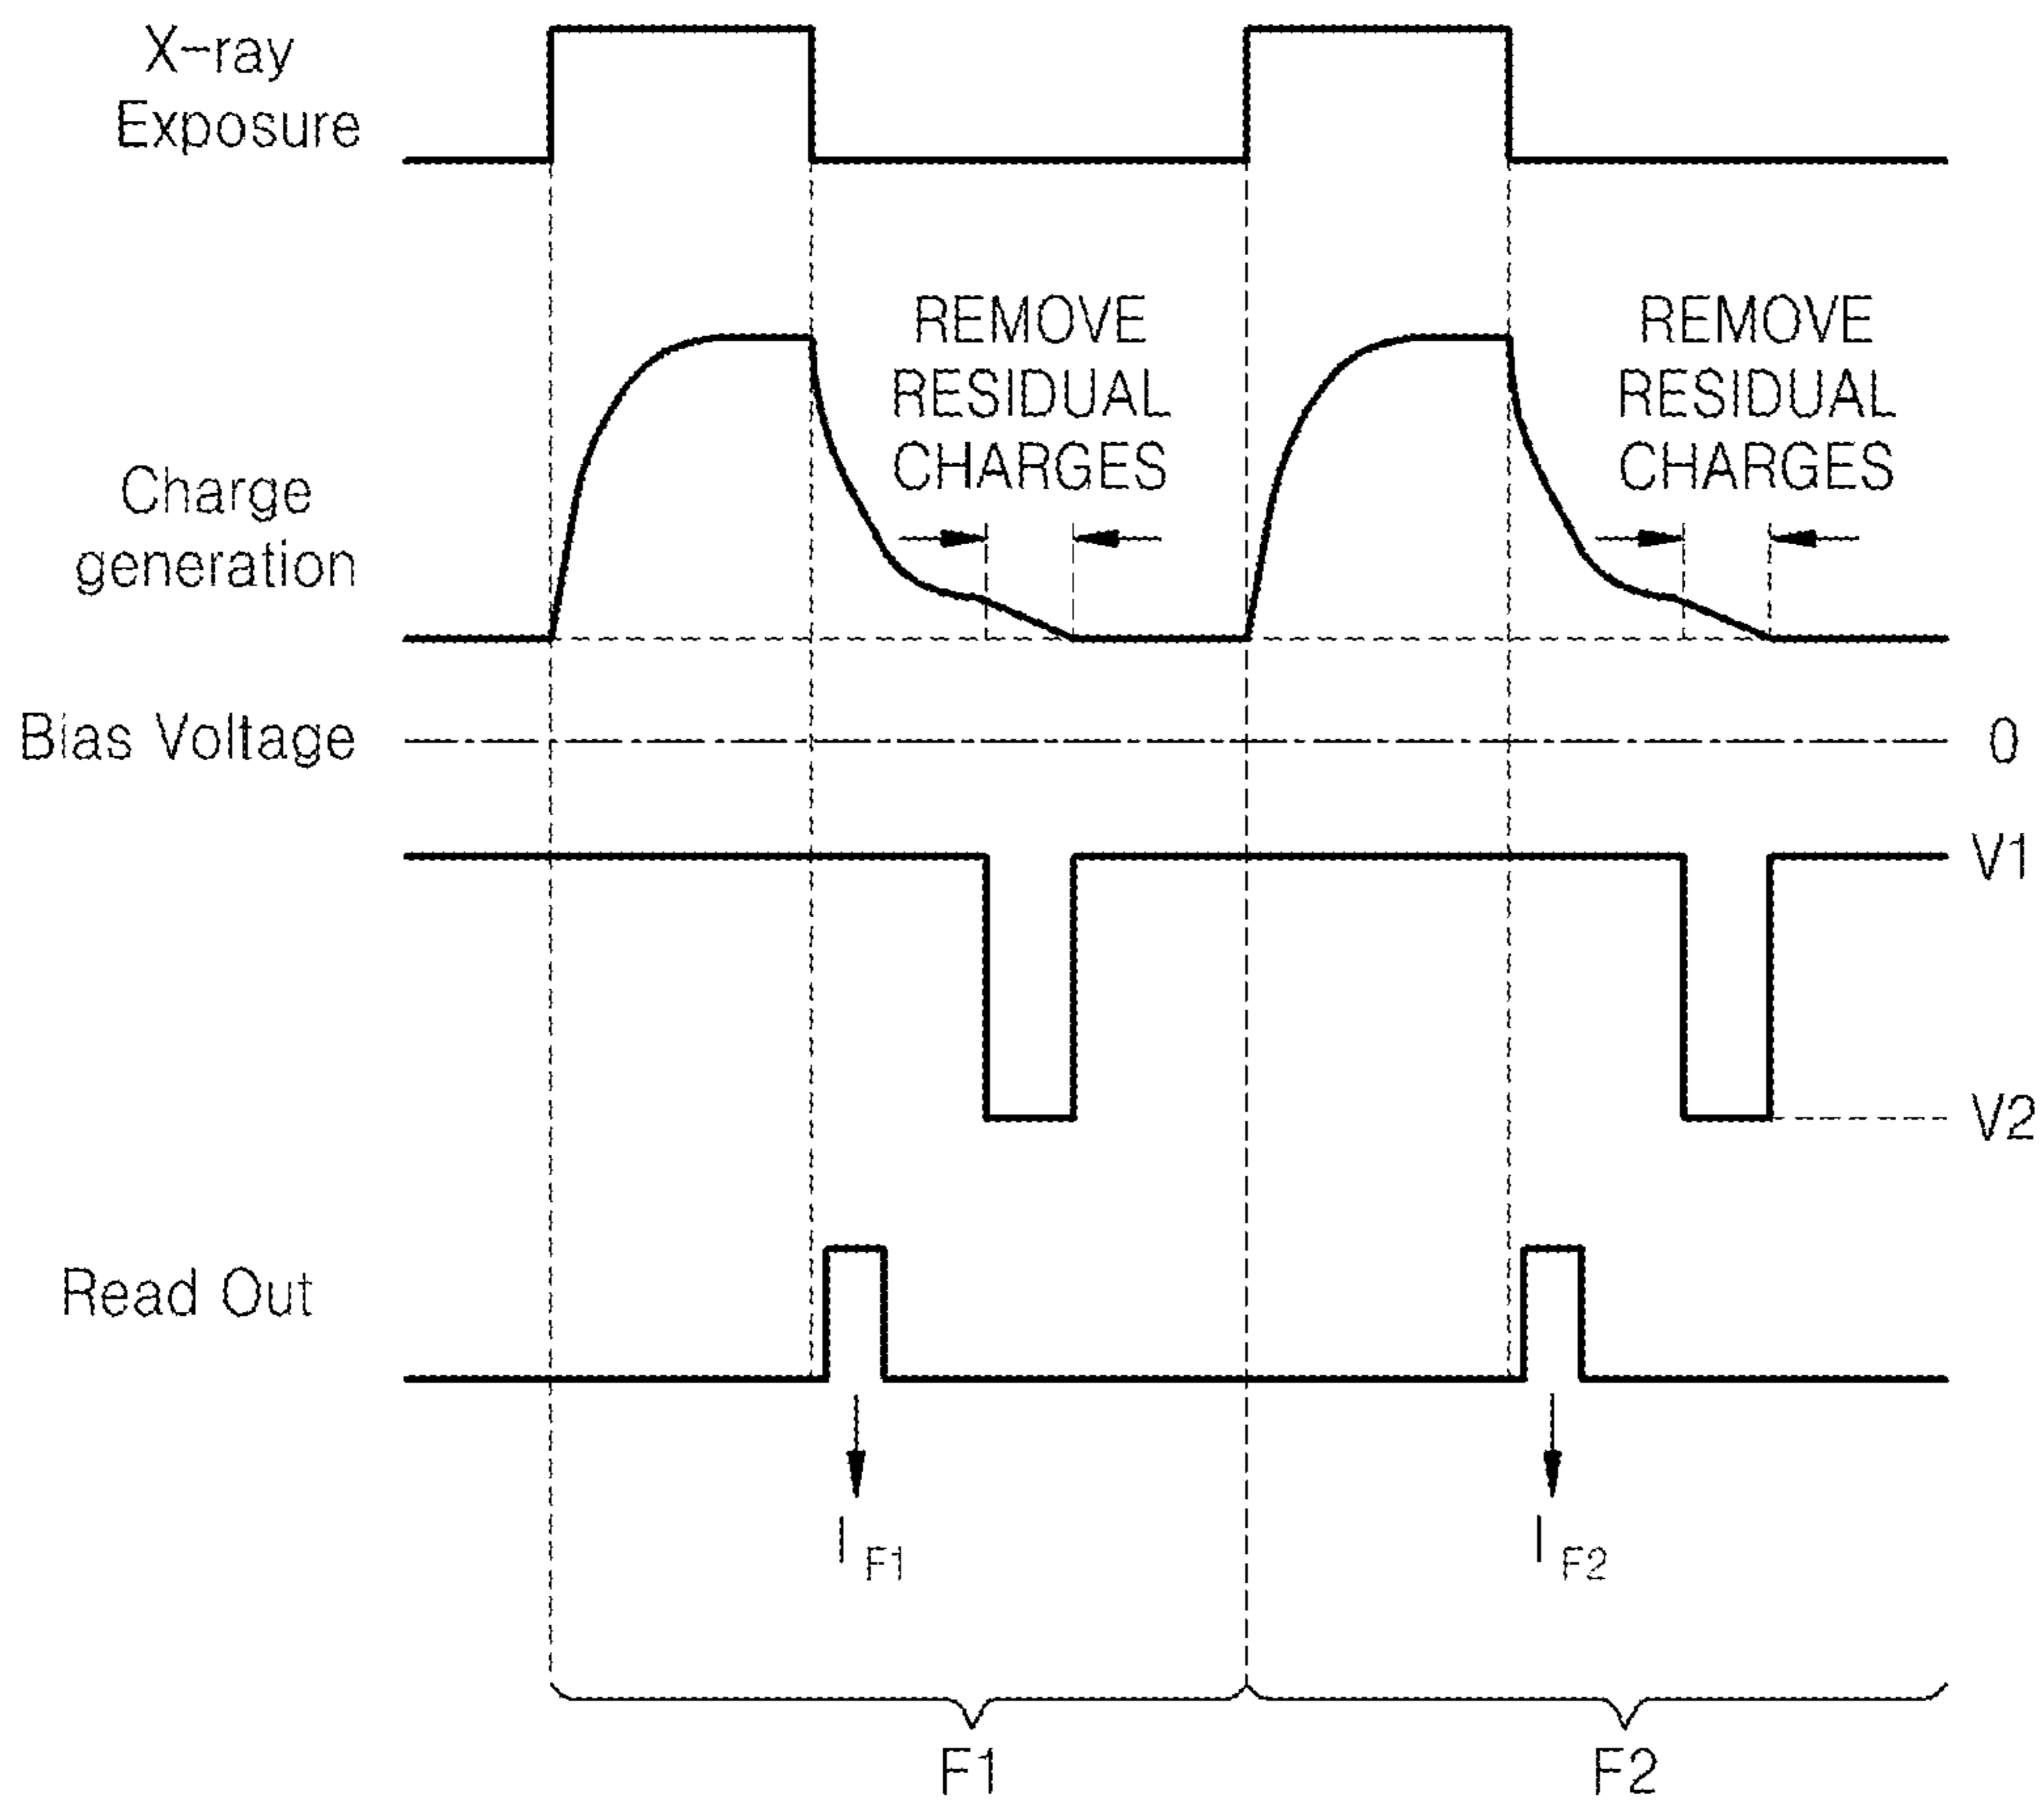 X-ray
Exposure
REMOVE
RESIDUAL
CHARGES
REMOVE
RESIDUAL
CHARGES
Charge
generation
Bias Voltage
0
V1
V2
Read Out
I F1
I F2
F1
F2